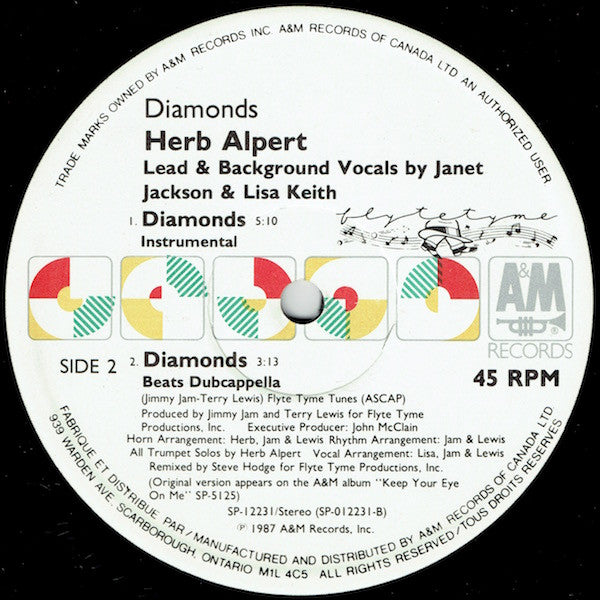 TRADE MARKS OWNED BY A&M RECORDS INC. A&M RECORDS OF CANADA LTD AN AUTHORIZED USER
Diamonds
Herb Alpert
Lead & Background Vocals by Janet
Jackson & Lisa Keith
1. Diamonds 5:10
Instrumental
flytetyme
A&M
RECORDS
SIDE 2
2. Diamonds 3:13
Beats Dubcappella
45 RPM
(Jimmy Jam-Terry Lewis) Flyte Tyme Tunes (ASCAP)
Produced by Jimmy Jam and Terry Lewis for Flyte Tyme
Productions, Inc. Executive Producer: John McClain
Horn Arrangement: Herb, Jam & Lewis Rhythm Arrangement: Jam & Lewis
All Trumpet Solos by Herb Alpert Vocal Arrangement: Lisa, Jam & Lewis
Remixed by Steve Hodge for Flyte Tyme Productions, Inc.
(Original version appears on the A&M album "Keep Your Eye
On Me" SP-5125)
SP-12231/Stereo (SP-012231-B)
℗ 1987 A&M Records, Inc.
FABRIQUE ET DISTRIBUE PAR/MANUFACTURED AND DISTRIBUTED BY A&M RECORDS OF CANADA LTD
939 WARDEN AVE. SCARBOROUGH, ONTARIO M1L 4C5 ALL RIGHTS RESERVED/TOUS DROITS RESERVES